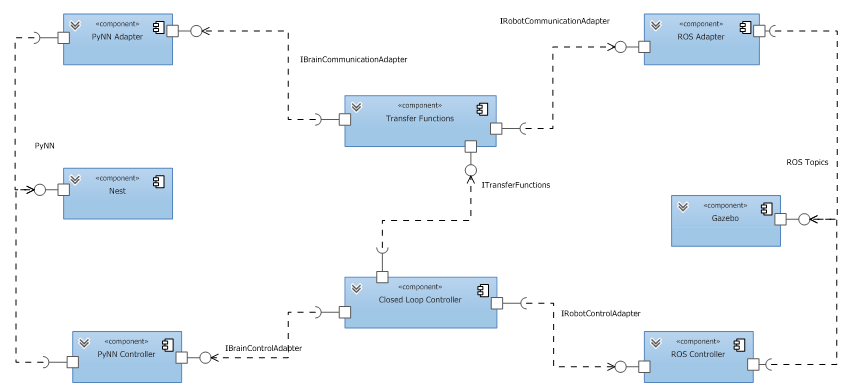 «component»
PyNN Adapter
IRobotCommunicationAdapter
«component»
ROS Adapter
IBrainCommunicationAdapter
«component»
Transfer Functions
PyNN
ROS Topics
«component»
Nest
ITransferFunctions
«component»
Gazebo
«component»
Closed Loop Controller
IRobotControlAdapter
«component»
PyNN Controller
IBrainControlAdapter
«component»
ROS Controller